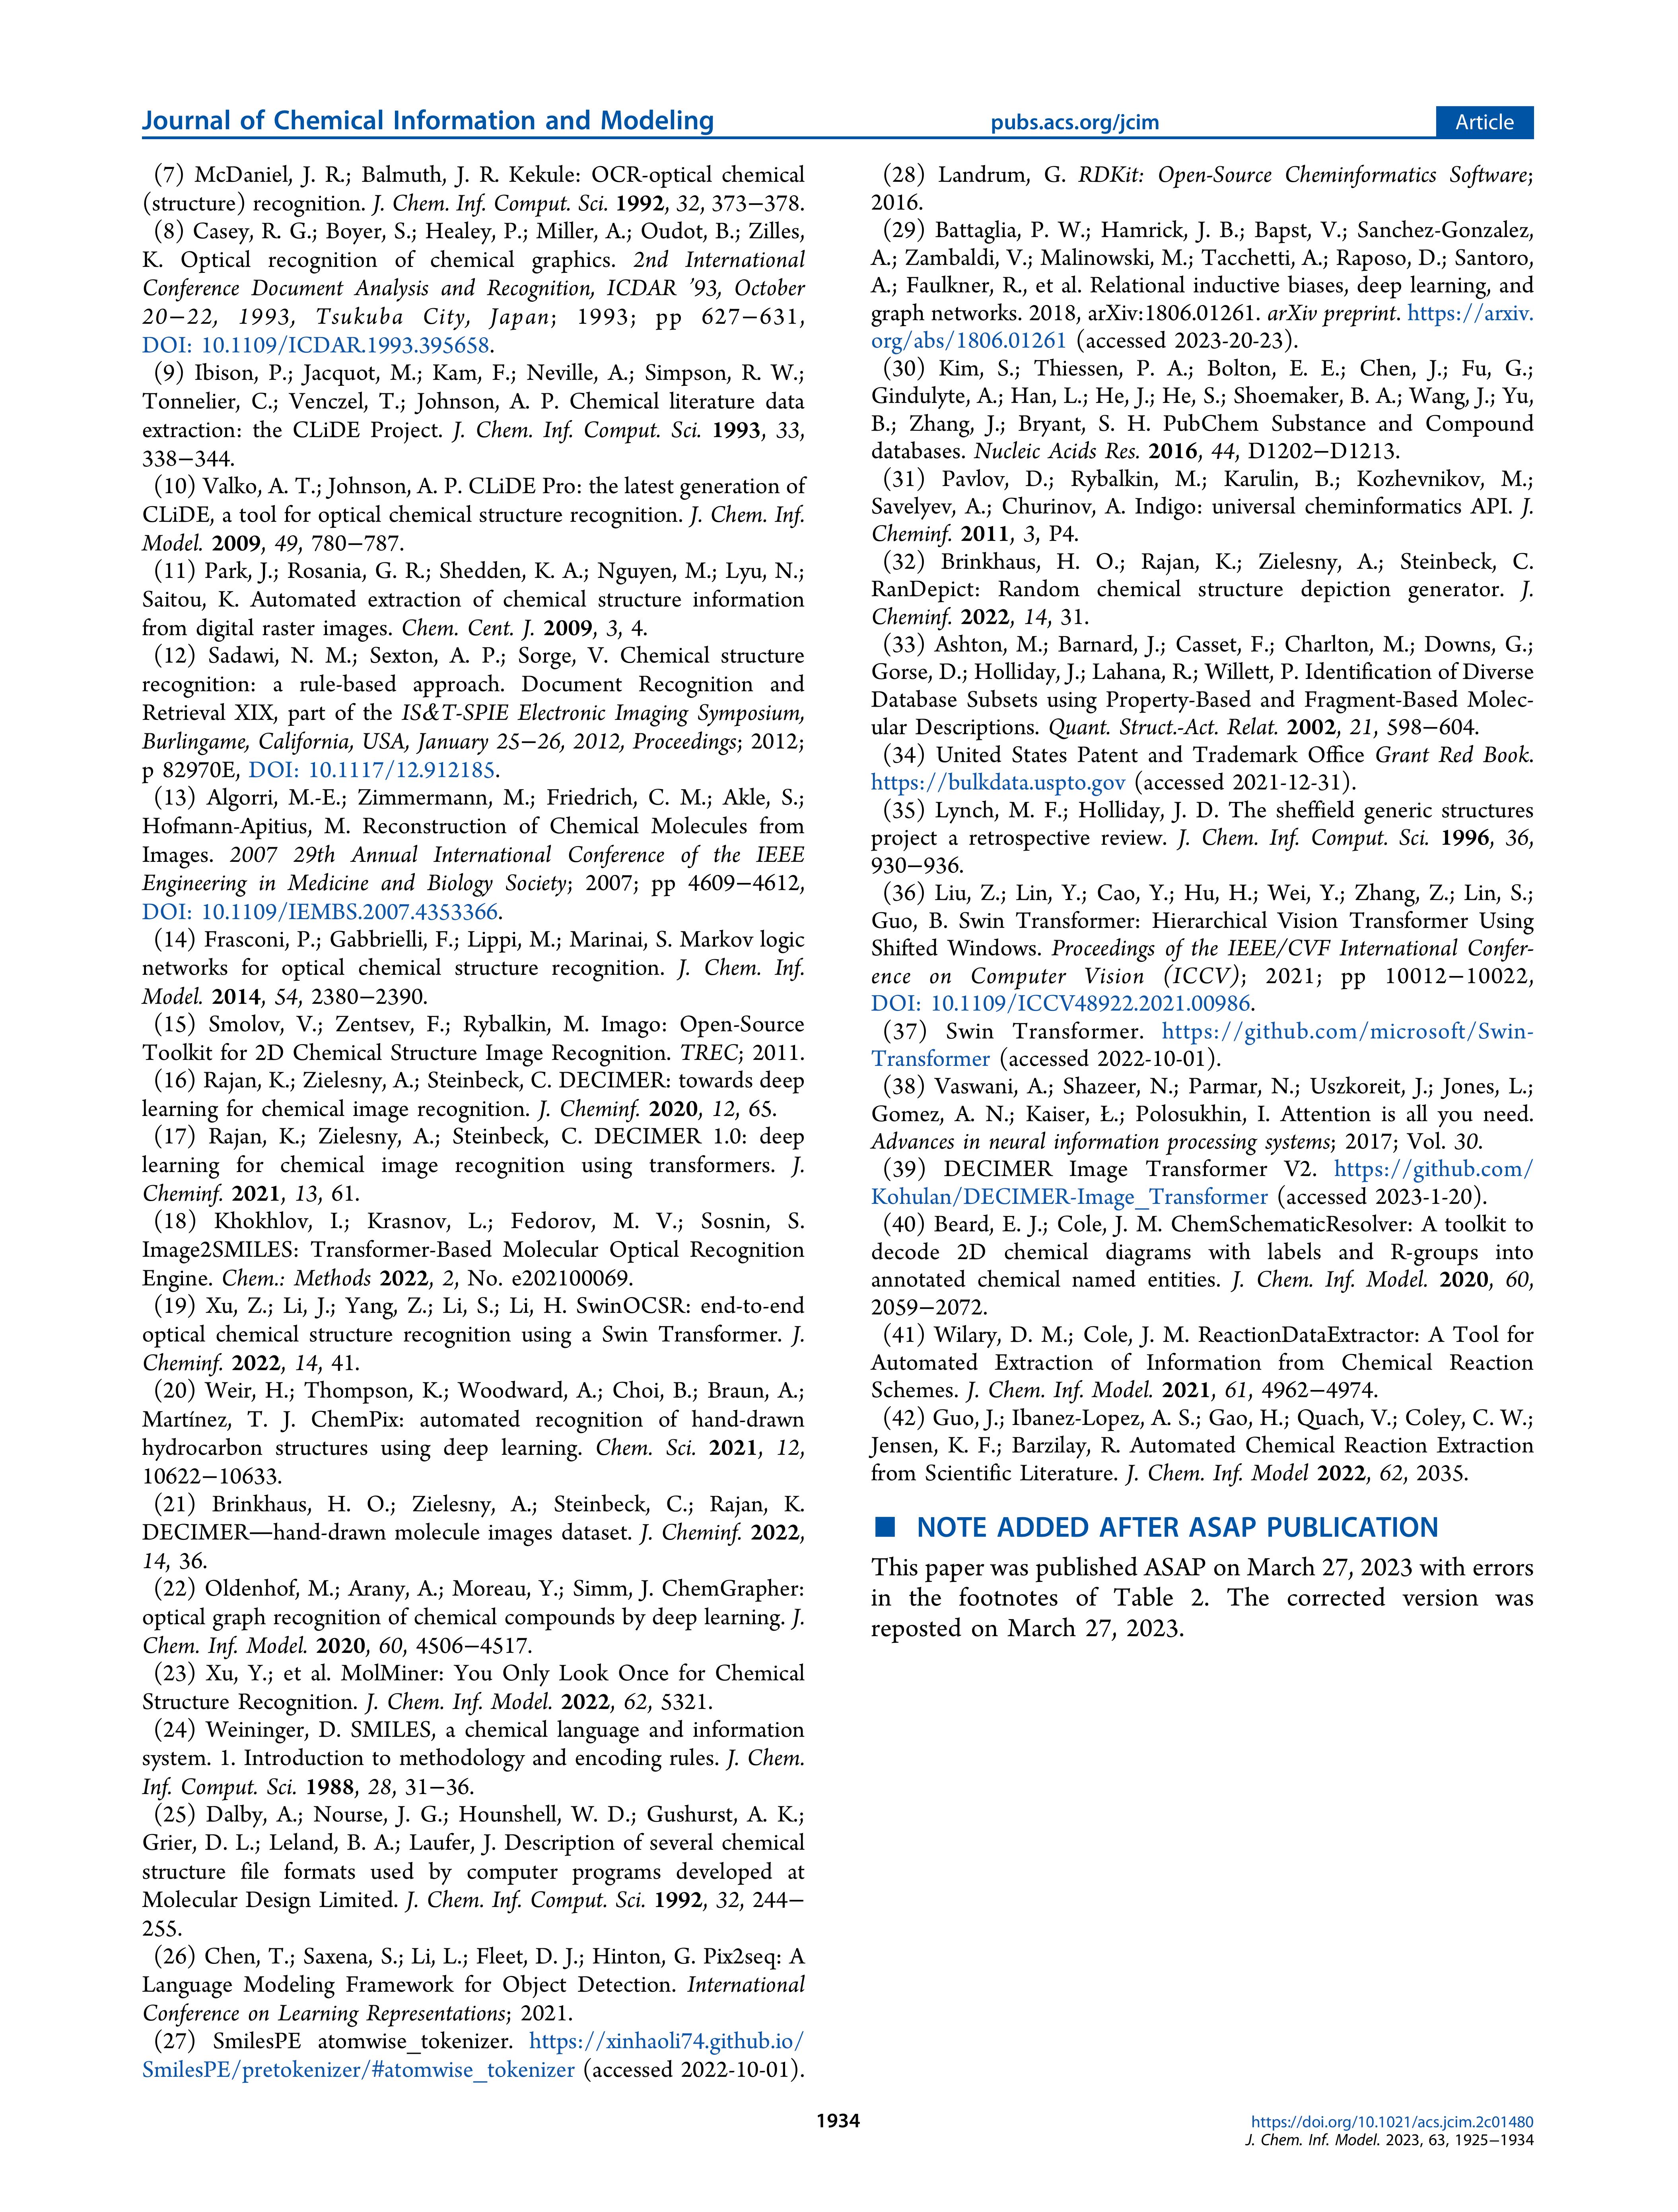 Journal of Chemical Information and Modeling
pubs.acs.org/jcim
Article
(7) McDaniel, J. R.; Balmuth, J. R. Kekule: OCR-optical chemical
(structure) recognition. J. Chem. Inf. Comput. Sci. 1992, 32, 373−378.
(8) Casey, R. G.; Boyer, S.; Healey, P.; Miller, A.; Oudot, B.; Zilles,
K. Optical recognition of chemical graphics. 2nd International
Conference Document Analysis and Recognition, ICDAR ’93, October
20−22, 1993, Tsukuba City, Japan; 1993; pp 627−631,
DOI: 10.1109/ICDAR.1993.395658.
(9) Ibison, P.; Jacquot, M.; Kam, F.; Neville, A.; Simpson, R. W.;
Tonnelier, C.; Venczel, T.; Johnson, A. P. Chemical literature data
extraction: the CLiDE Project. J. Chem. Inf. Comput. Sci. 1993, 33,
338−344.
(10) Valko, A. T.; Johnson, A. P. CLiDE Pro: the latest generation of
CLiDE, a tool for optical chemical structure recognition. J. Chem. Inf.
Model. 2009, 49, 780−787.
(11) Park, J.; Rosania, G. R.; Shedden, K. A.; Nguyen, M.; Lyu, N.;
Saitou, K. Automated extraction of chemical structure information
from digital raster images. Chem. Cent. J. 2009, 3, 4.
(12) Sadawi, N. M.; Sexton, A. P.; Sorge, V. Chemical structure
recognition: a rule-based approach. Document Recognition and
Retrieval XIX, part of the IS&T-SPIE Electronic Imaging Symposium,
Burlingame, California, USA, January 25−26, 2012, Proceedings; 2012;
p 82970E, DOI: 10.1117/12.912185.
(13) Algorri, M.-E.; Zimmermann, M.; Friedrich, C. M.; Akle, S.;
Hofmann-Apitius, M. Reconstruction of Chemical Molecules from
Images. 2007 29th Annual International Conference of the IEEE
Engineering in Medicine and Biology Society; 2007; pp 4609−4612,
DOI: 10.1109/IEMBS.2007.4353366.
(14) Frasconi, P.; Gabbrielli, F.; Lippi, M.; Marinai, S. Markov logic
networks for optical chemical structure recognition. J. Chem. Inf.
Model. 2014, 54, 2380−2390.
(15) Smolov, V.; Zentsev, F.; Rybalkin, M. Imago: Open-Source
Toolkit for 2D Chemical Structure Image Recognition. TREC; 2011.
(16) Rajan, K.; Zielesny, A.; Steinbeck, C. DECIMER: towards deep
learning for chemical image recognition. J. Cheminf. 2020, 12, 65.
(17) Rajan, K.; Zielesny, A.; Steinbeck, C. DECIMER 1.0: deep
learning for chemical image recognition using transformers. J.
Cheminf. 2021, 13, 61.
(18) Khokhlov, I.; Krasnov, L.; Fedorov, M. V.; Sosnin, S.
Image2SMILES: Transformer-Based Molecular Optical Recognition
Engine. Chem.: Methods 2022, 2, No. e202100069.
(19) Xu, Z.; Li, J.; Yang, Z.; Li, S.; Li, H. SwinOCSR: end-to-end
optical chemical structure recognition using a Swin Transformer. J.
Cheminf. 2022, 14, 41.
(20) Weir, H.; Thompson, K.; Woodward, A.; Choi, B.; Braun, A.;
Martínez, T. J. ChemPix: automated recognition of hand-drawn
hydrocarbon structures using deep learning. Chem. Sci. 2021, 12,
10622−10633.
(21) Brinkhaus, H. O.; Zielesny, A.; Steinbeck, C.; Rajan, K.
DECIMER—hand-drawn molecule images dataset. J. Cheminf. 2022,
14, 36.
(22) Oldenhof, M.; Arany, A.; Moreau, Y.; Simm, J. ChemGrapher:
optical graph recognition of chemical compounds by deep learning. J.
Chem. Inf. Model. 2020, 60, 4506−4517.
(23) Xu, Y.; et al. MolMiner: You Only Look Once for Chemical
Structure Recognition. J. Chem. Inf. Model. 2022, 62, 5321.
(24) Weininger, D. SMILES, a chemical language and information
system. 1. Introduction to methodology and encoding rules. J. Chem.
Inf. Comput. Sci. 1988, 28, 31−36.
(25) Dalby, A.; Nourse, J. G.; Hounshell, W. D.; Gushurst, A. K.;
Grier, D. L.; Leland, B. A.; Laufer, J. Description of several chemical
structure file formats used by computer programs developed at
Molecular Design Limited. J. Chem. Inf. Comput. Sci. 1992, 32, 244−
255.
(26) Chen, T.; Saxena, S.; Li, L.; Fleet, D. J.; Hinton, G. Pix2seq: A
Language Modeling Framework for Object Detection. International
Conference on Learning Representations; 2021.
(27) SmilesPE atomwise_tokenizer. https://xinhaoli74.github.io/
SmilesPE/pretokenizer/#atomwise_tokenizer (accessed 2022-10-01).
(28) Landrum, G. RDKit: Open-Source Cheminformatics Software;
2016.
(29) Battaglia, P. W.; Hamrick, J. B.; Bapst, V.; Sanchez-Gonzalez,
A.; Zambaldi, V.; Malinowski, M.; Tacchetti, A.; Raposo, D.; Santoro,
A.; Faulkner, R., et al. Relational inductive biases, deep learning, and
graph networks. 2018, arXiv:1806.01261. arXiv preprint. https://arxiv.
org/abs/1806.01261 (accessed 2023-20-23).
(30) Kim, S.; Thiessen, P. A.; Bolton, E. E.; Chen, J.; Fu, G.;
Gindulyte, A.; Han, L.; He, J.; He, S.; Shoemaker, B. A.; Wang, J.; Yu,
B.; Zhang, J.; Bryant, S. H. PubChem Substance and Compound
databases. Nucleic Acids Res. 2016, 44, D1202−D1213.
(31) Pavlov, D.; Rybalkin, M.; Karulin, B.; Kozhevnikov, M.;
Savelyev, A.; Churinov, A. Indigo: universal cheminformatics API. J.
Cheminf. 2011, 3, P4.
(32) Brinkhaus, H. O.; Rajan, K.; Zielesny, A.; Steinbeck, C.
RanDepict: Random chemical structure depiction generator. J.
Cheminf. 2022, 14, 31.
(33) Ashton, M.; Barnard, J.; Casset, F.; Charlton, M.; Downs, G.;
Gorse, D.; Holliday, J.; Lahana, R.; Willett, P. Identification of Diverse
Database Subsets using Property-Based and Fragment-Based Molec-
ular Descriptions. Quant. Struct.-Act. Relat. 2002, 21, 598−604.
(34) United States Patent and Trademark Office Grant Red Book.
https://bulkdata.uspto.gov (accessed 2021-12-31).
(35) Lynch, M. F.; Holliday, J. D. The sheffield generic structures
project a retrospective review. J. Chem. Inf. Comput. Sci. 1996, 36,
930−936.
(36) Liu, Z.; Lin, Y.; Cao, Y.; Hu, H.; Wei, Y.; Zhang, Z.; Lin, S.;
Guo, B. Swin Transformer: Hierarchical Vision Transformer Using
Shifted Windows. Proceedings of the IEEE/CVF International Confer-
ence on Computer Vision (ICCV); 2021; pp 10012−10022,
DOI: 10.1109/ICCV48922.2021.00986.
(37) Swin Transformer. https://github.com/microsoft/Swin-
Transformer (accessed 2022-10-01).
(38) Vaswani, A.; Shazeer, N.; Parmar, N.; Uszkoreit, J.; Jones, L.;
Gomez, A. N.; Kaiser, Ł.; Polosukhin, I. Attention is all you need.
Advances in neural information processing systems; 2017; Vol. 30.
(39) DECIMER Image Transformer V2. https://github.com/
Kohulan/DECIMER-Image_Transformer (accessed 2023-1-20).
(40) Beard, E. J.; Cole, J. M. ChemSchematicResolver: A toolkit to
decode 2D chemical diagrams with labels and R-groups into
annotated chemical named entities. J. Chem. Inf. Model. 2020, 60,
2059−2072.
(41) Wilary, D. M.; Cole, J. M. ReactionDataExtractor: A Tool for
Automated Extraction of Information from Chemical Reaction
Schemes. J. Chem. Inf. Model. 2021, 61, 4962−4974.
(42) Guo, J.; Ibanez-Lopez, A. S.; Gao, H.; Quach, V.; Coley, C. W.;
Jensen, K. F.; Barzilay, R. Automated Chemical Reaction Extraction
from Scientific Literature. J. Chem. Inf. Model 2022, 62, 2035.
■ NOTE ADDED AFTER ASAP PUBLICATION
This paper was published ASAP on March 27, 2023 with errors
in the footnotes of Table 2. The corrected version was
reposted on March 27, 2023.
1934
https://doi.org/10.1021/acs.jcim.2c01480
J. Chem. Inf. Model. 2023, 63, 1925−1934